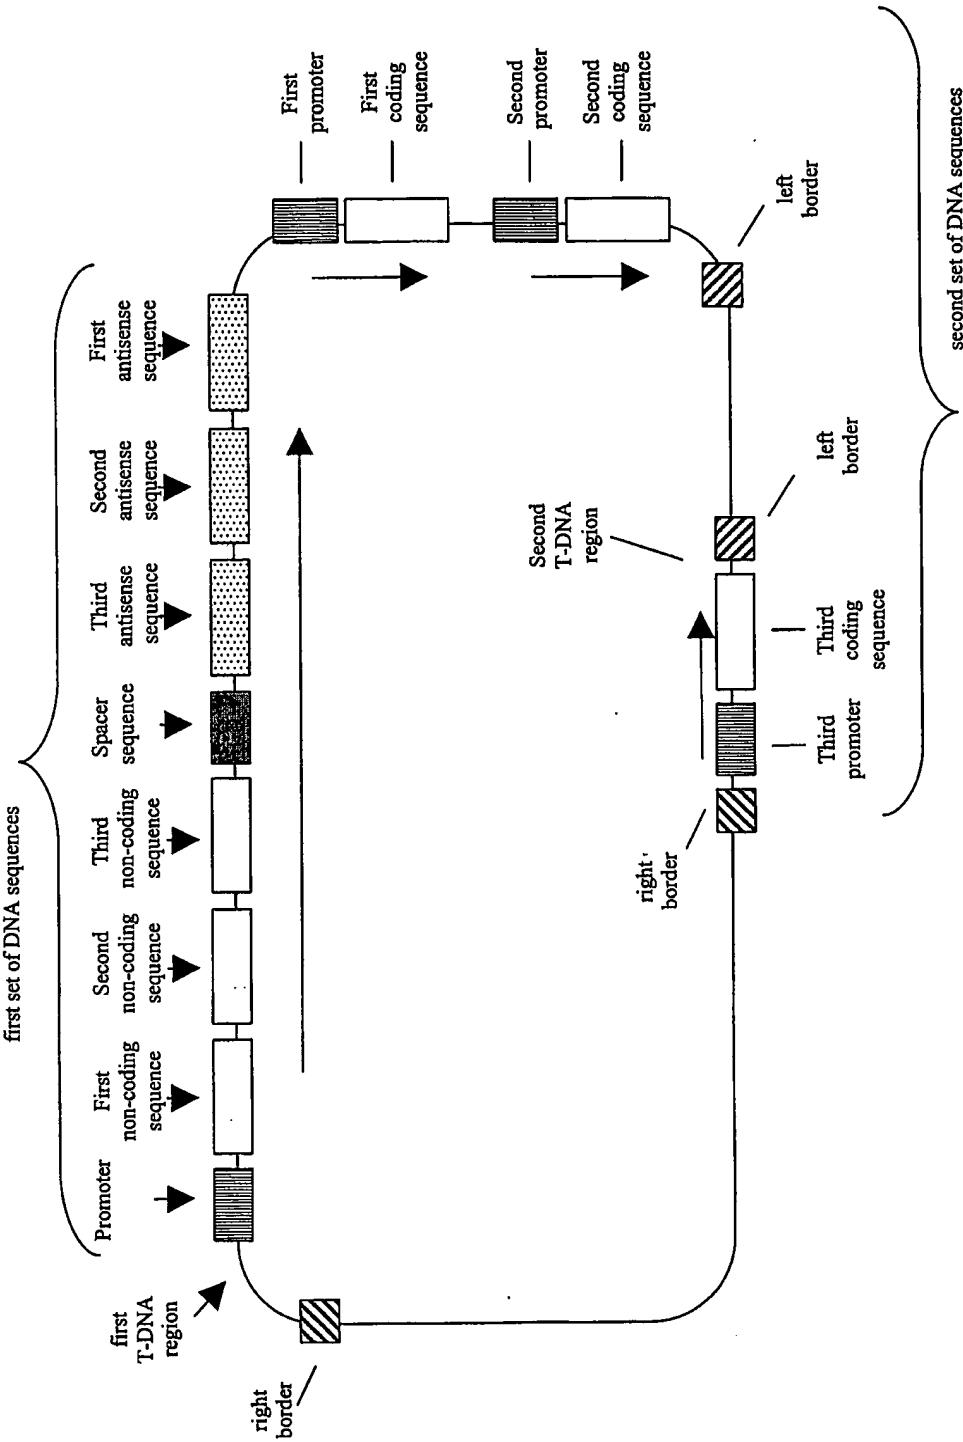 first set of DNA sequences
Promoter
First
non-coding
sequence
Second
non-coding
sequence
Third
non-coding
sequence
Spacer
sequence
Third
antisense
sequence
Second
antisense
sequence
First
antisense
sequence
first
T-DNA
region
right
border
First
promoter
First
coding
sequence
Second
promoter
Second
coding
sequence
left
border
left
border
Second
T-DNA
region
Third
coding
sequence
Third
promoter
right
border
second set of DNA sequences